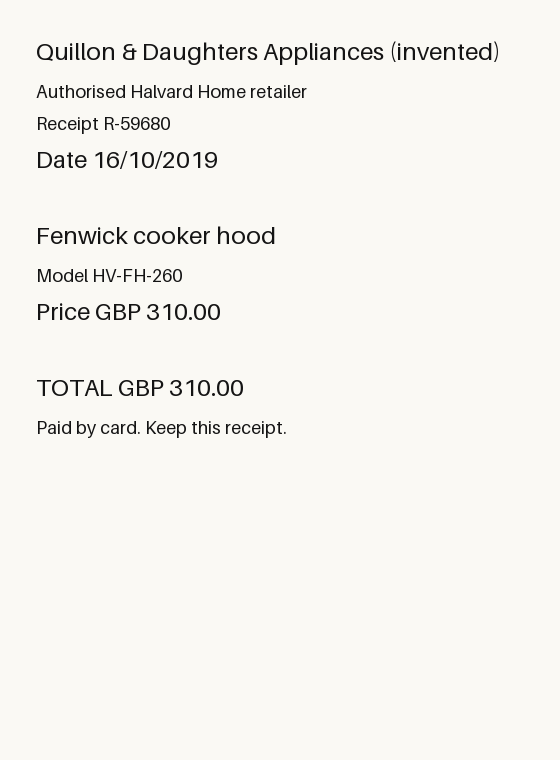 Quillon & Daughters Appliances (invented)
Authorised Halvard Home retailer
Receipt R-59680
Date 16/10/2019
Fenwick cooker hood
Model HV-FH-260
Price GBP 310.00
TOTAL GBP 310.00
Paid by card. Keep this receipt.